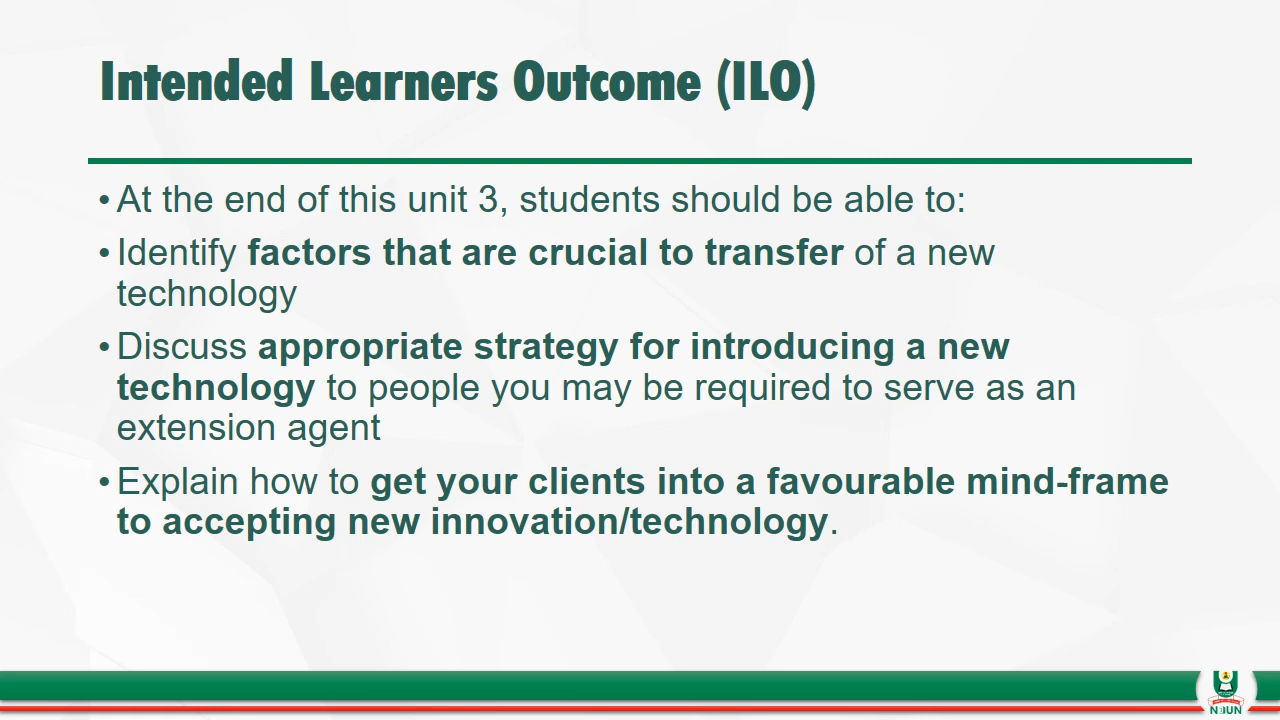 Intended Learners Outcome (ILO)
• At the end of this unit 3, students should be able to:
• Identify factors that are crucial to transfer of a new
technology
• Discuss appropriate strategy for introducing a new
technology to people you may be required to serve as an
extension agent
• Explain how to get your clients into a favourable mind-frame
to accepting new innovation/technology.